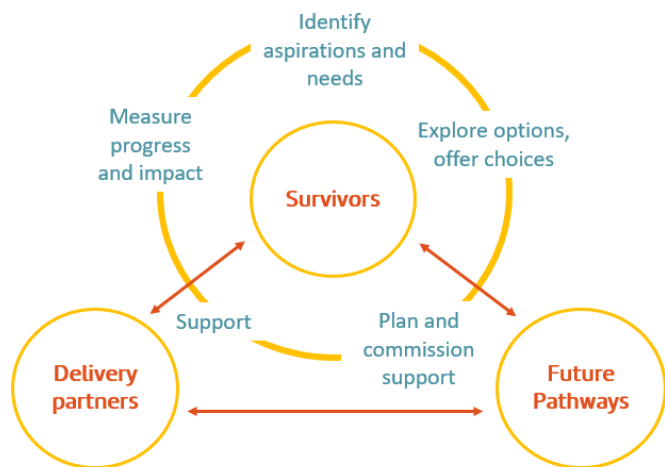 Identify
aspirations and
needs
Measure
progress
and impact
Explore options,
offer choices
Survivors
Support
Plan and
commission
support
Delivery
partners
Future
Pathways